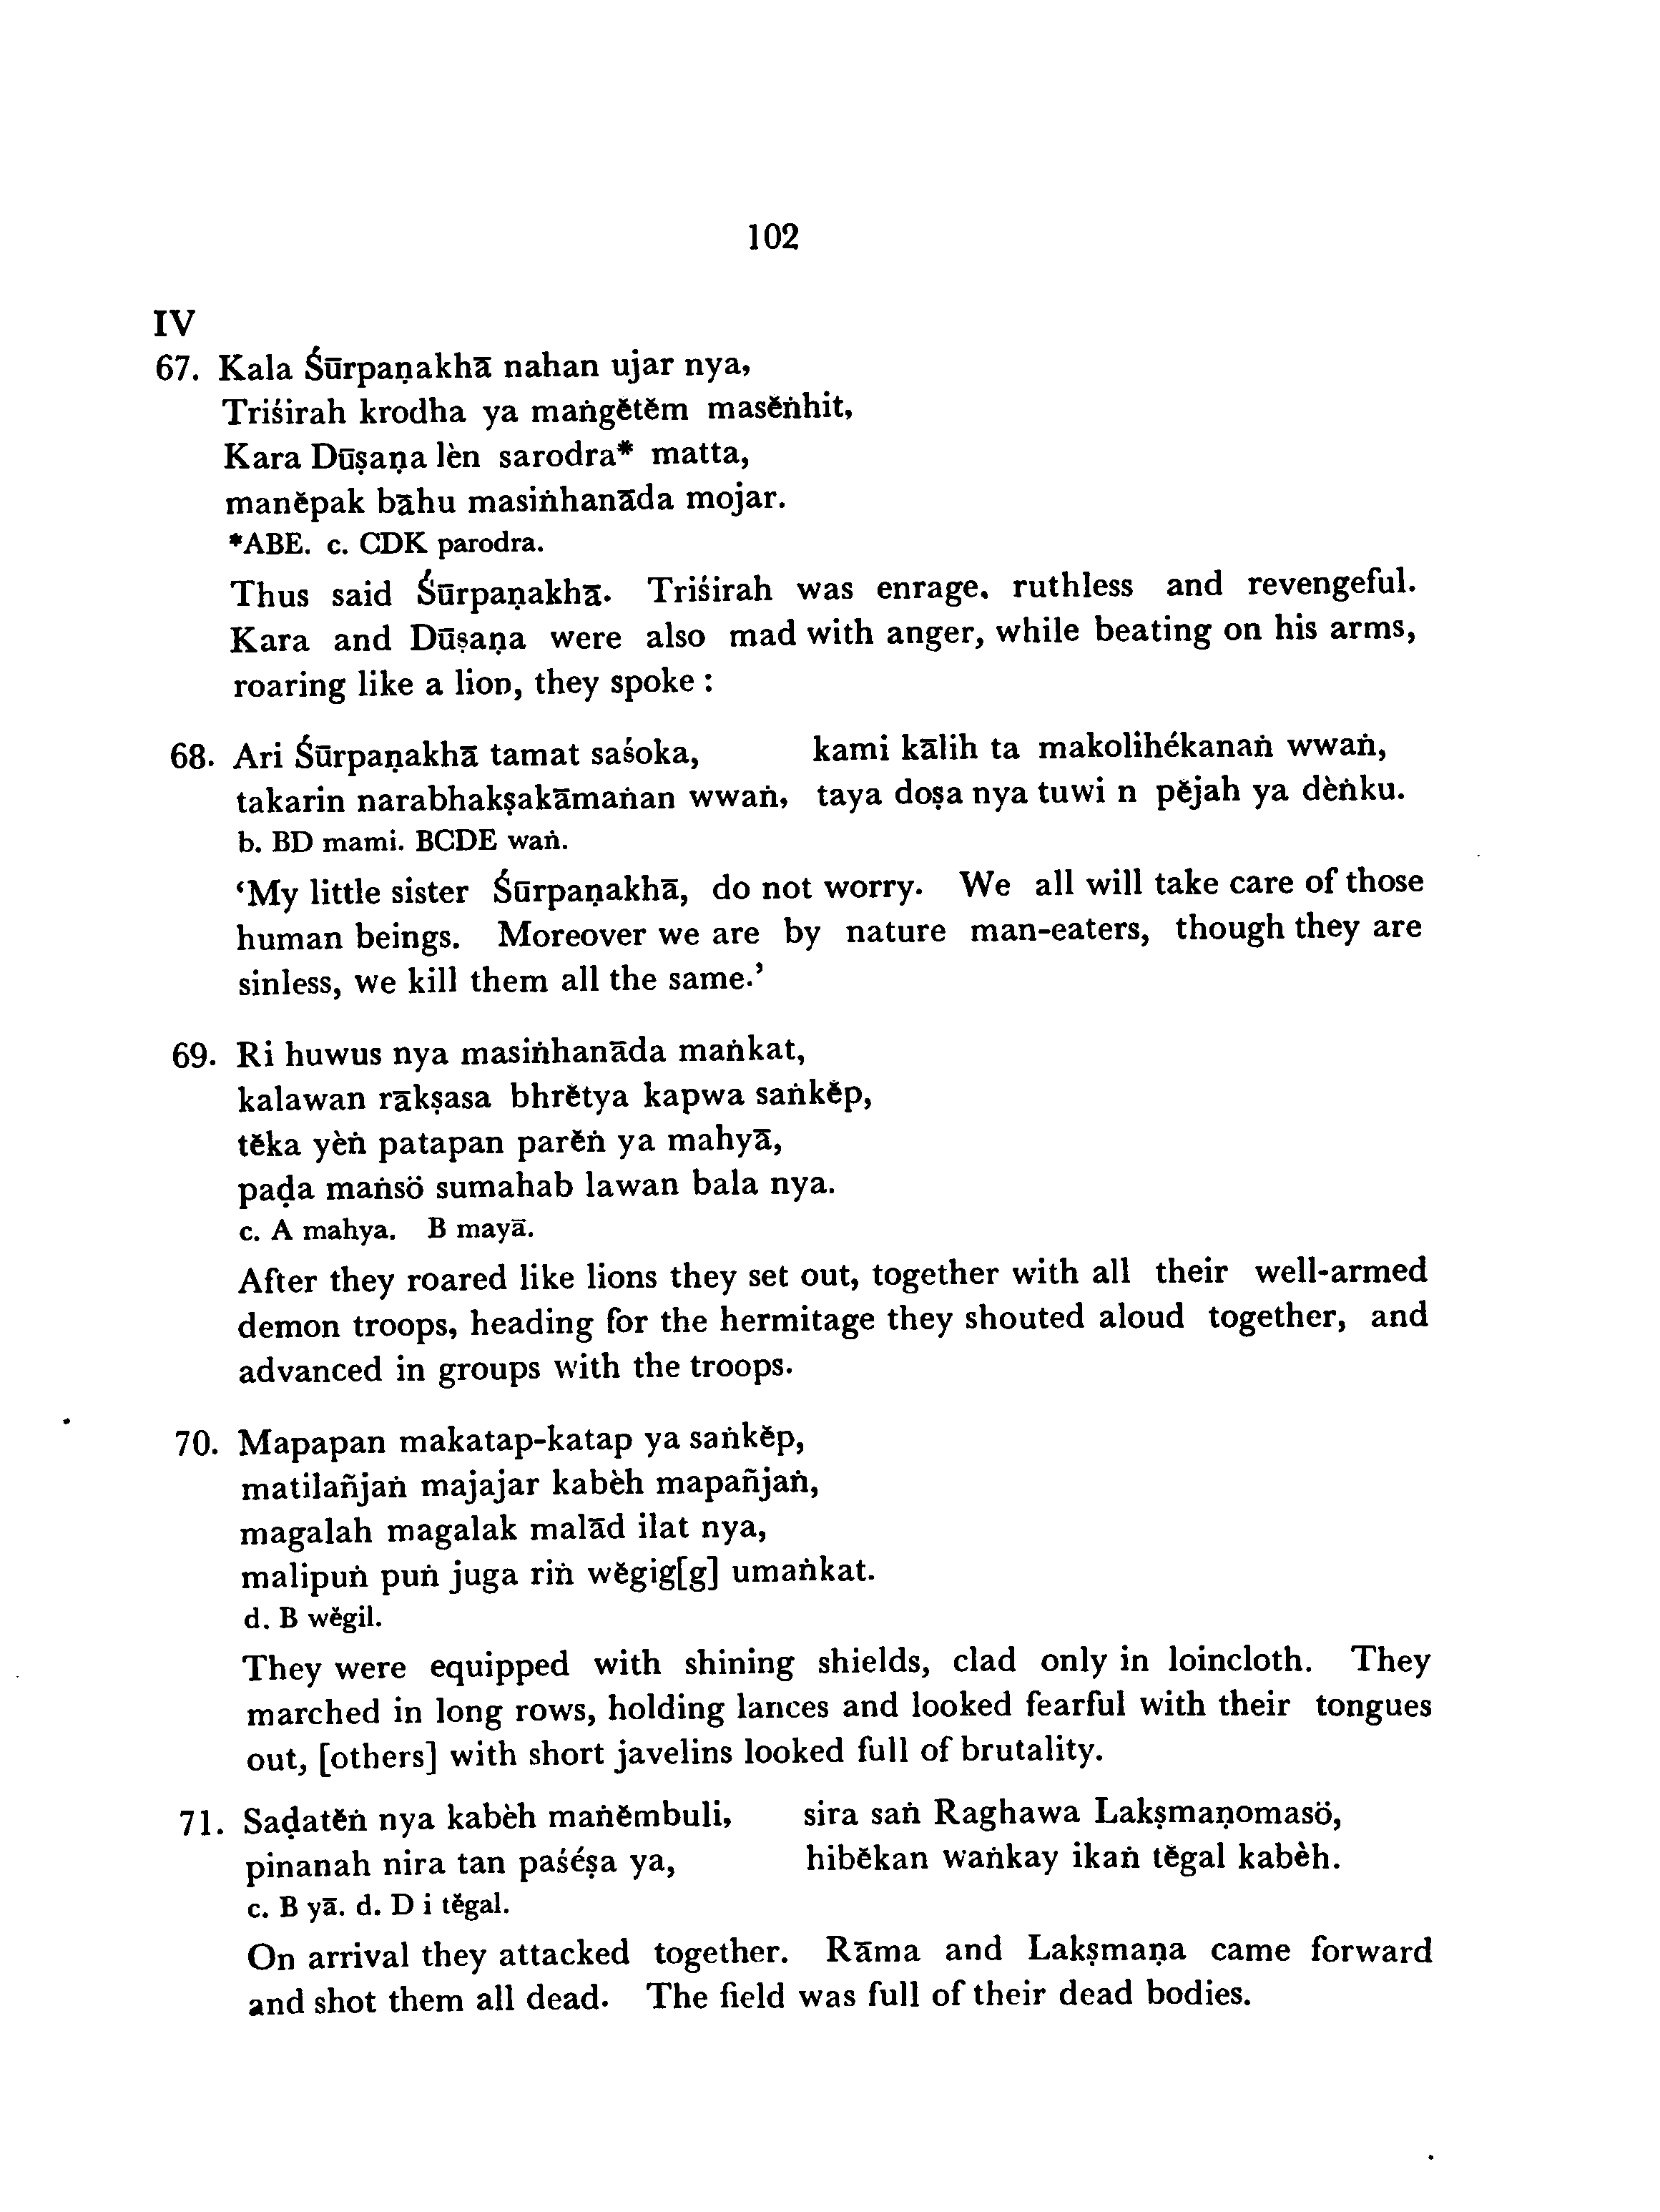 102
IV
67. Kala Śūrpaṇakhā nahan ujar nya,
Triśirah krodha ya maṅgĕtĕm masĕṅhit,
Kara Dūṣaṇa lèn sarodra* matta,
manĕpak bāhu masiṅhanāda mojar.
*ABE. c. CDK parodra.
Thus said Śūrpaṇakhā. Triśirah was enrage. ruthless and revengeful.
Kara and Dūṣaṇa were also mad with anger, while beating on his arms,
roaring like a lion, they spoke :
68. Ari Śūrpaṇakhā tamat saśoka, kami kālih ta makolihékanaṅ wwaṅ,
takarin narabhakṣakāmaṅan wwaṅ, taya doṣa nya tuwi n pĕjah ya dèṅku.
b. BD mami. BCDE waṅ.
‘My little sister Śūrpaṇakhā, do not worry. We all will take care of those
human beings. Moreover we are by nature man-eaters, though they are
sinless, we kill them all the same.’
69. Ri huwus nya masiṅhanāda maṅkat,
kalawan rākṣasa bhrĕtya kapwa saṅkĕp,
tĕka yèṅ patapan parĕṅ ya mahyā,
paḍa maṅsö sumahab lawan bala nya.
c. A mahya. B mayā.
After they roared like lions they set out, together with all their well-armed
demon troops, heading for the hermitage they shouted aloud together, and
advanced in groups with the troops.
70. Mapapan makatap-katap ya saṅkĕp,
matilañjaṅ majajar kabèh mapañjaṅ,
magalah magalak malād ilat nya,
malipuṅ puṅ juga riṅ wĕgig[g] umaṅkat.
d. B wĕgil.
They were equipped with shining shields, clad only in loincloth. They
marched in long rows, holding lances and looked fearful with their tongues
out, [others] with short javelins looked full of brutality.
71. Saḍatĕṅ nya kabèh maṅĕmbuli, sira saṅ Raghawa Lakṣmaṇomasö,
pinanah nira tan paśéṣa ya, hibĕkan waṅkay ikaṅ tĕgal kabèh.
c. B yā. d. D i tĕgal.
On arrival they attacked together. Rāma and Lakṣmaṇa came forward
and shot them all dead. The field was full of their dead bodies.